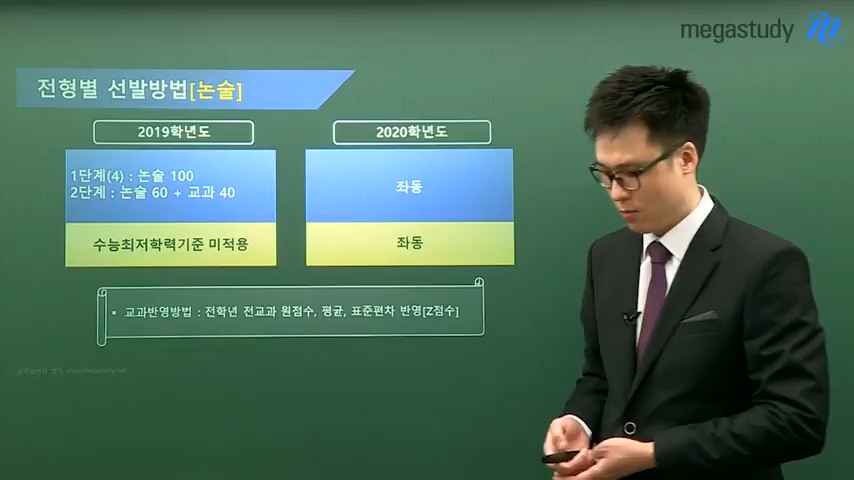 megastudy
전형별 선발방법[논술]
2019학년도
2020학년도
1단계(4) : 논술 100
2단계 : 논술 60 + 교과 40
좌동
수능최저학력기준 미적용
좌동
▪ 교과반영방법 : 전학년 전교과 원점수, 평균, 표준편차 반영[Z점수]
www.megastudy.net